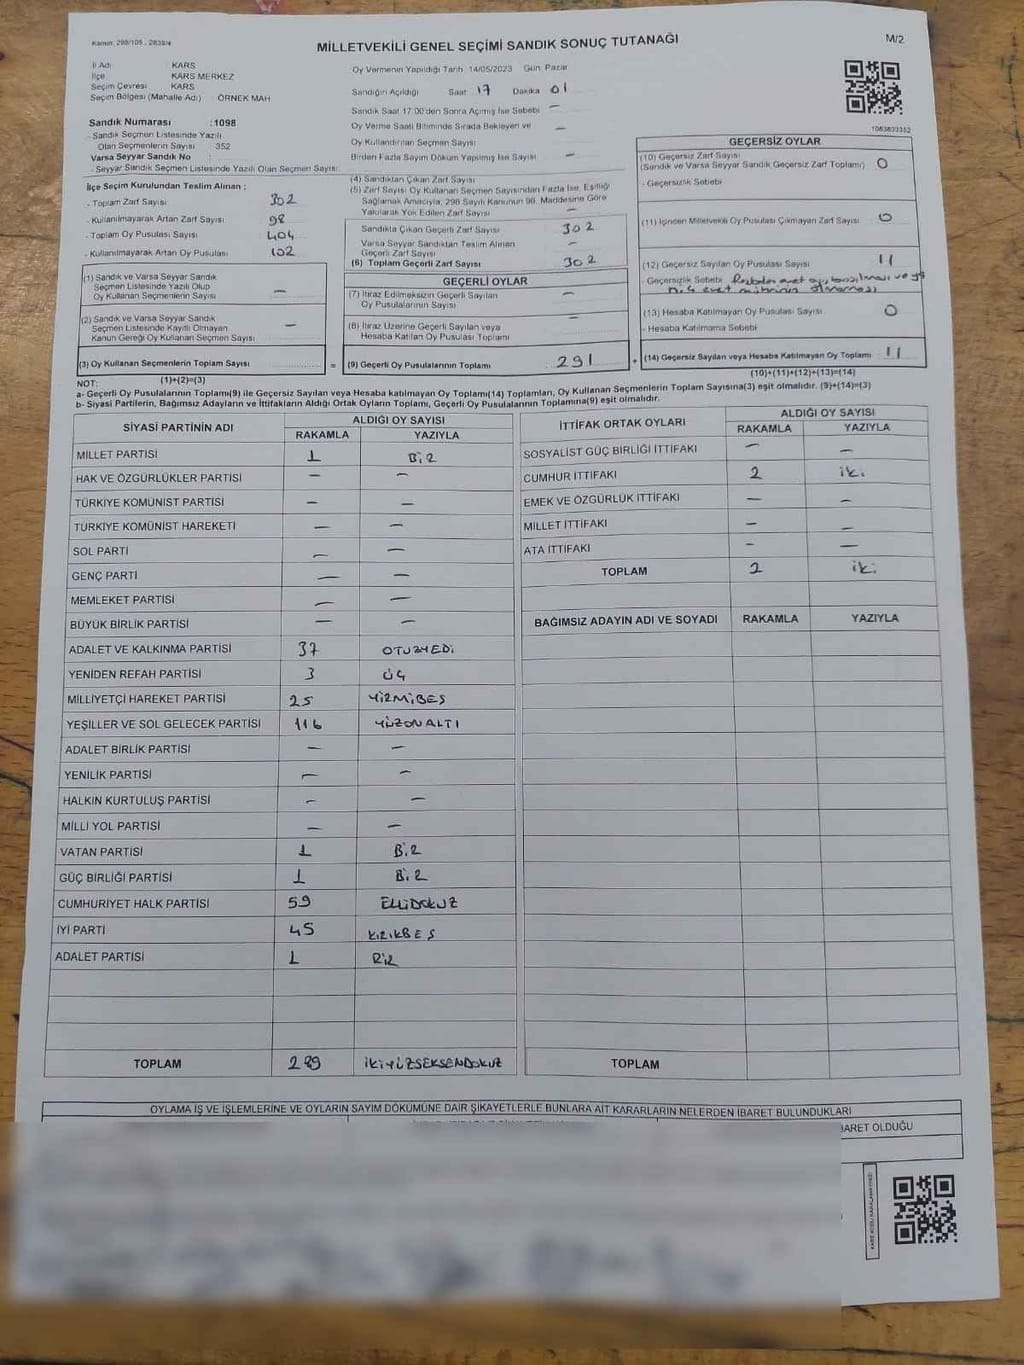 Kanun: 298/105 , 2839/4
MİLLETVEKİLİ GENEL SEÇİMİ SANDIK SONUÇ TUTANAĞI
M/2
İl Adı : KARS
İlçe : KARS MERKEZ
Seçim Çevresi : KARS
Seçim Bölgesi (Mahalle Adı) : ÖRNEK MAH
Sandık Numarası : 1098
- Sandık Seçmen Listesinde Yazılı
Olan Seçmenlerin Sayısı : 352
Varsa Seyyar Sandık No :
- Seyyar Sandık Seçmen Listesinde Yazılı Olan Seçmen Sayısı:
İlçe Seçim Kurulundan Teslim Alınan ;
- Toplam Zarf Sayısı : 302
- Kullanılmayarak Artan Zarf Sayısı : 98
- Toplam Oy Pusulası Sayısı : 404
- Kullanılmayarak Artan Oy Pusulası : 102
(1) Sandık ve Varsa Seyyar Sandık
Seçmen Listesinde Yazılı Olup
Oy Kullanan Seçmenlerin Sayısı —
(2) Sandık ve Varsa Seyyar Sandık
Seçmen Listesinde Kayıtlı Olmayan
Kanun Gereği Oy Kullanan Seçmen Sayısı —
(3) Oy Kullanan Seçmenlerin Toplam Sayısı
(1)+(2)=(3)
Oy Vermenin Yapıldığı Tarih : 14/05/2023 Gün: Pazar
Sandığın Açıldığı Saat : 17 Dakika : 01
Sandık Saat 17:00'den Sonra Açılmış İse Sebebi : —
Oy Verme Saati Bitiminde Sırada Bekleyen ve
Oy Kullandırılan Seçmen Sayısı : —
Birden Fazla Sayım Döküm Yapılmış İse Sayısı : —
(4) Sandıktan Çıkan Zarf Sayısı
(5) Zarf Sayısı Oy Kullanan Seçmen Sayısından Fazla İse, Eşitliği
Sağlamak Amacıyla, 298 Sayılı Kanunun 98. Maddesine Göre
Yakılarak Yok Edilen Zarf Sayısı —
Sandıkta Çıkan Geçerli Zarf Sayısı 302
Varsa Seyyar Sandıktan Teslim Alınan
Geçerli Zarf Sayısı —
(6) Toplam Geçerli Zarf Sayısı 302
GEÇERLİ OYLAR
(7) İtiraz Edilmeksizin Geçerli Sayılan
Oy Pusulalarının Sayısı —
(8) İtiraz Üzerine Geçerli Sayılan veya
Hesaba Katılan Oy Pusulası Toplamı —
= (9) Geçerli Oy Pusulalarının Toplamı 291 +
1083833352
GEÇERSİZ OYLAR
(10) Geçersiz Zarf Sayısı
(Sandık ve Varsa Seyyar Sandık Geçersiz Zarf Toplamı) 0
- Geçersizlik Sebebi
(11) İçinden Milletvekili Oy Pusulası Çıkmayan Zarf Sayısı 0
(12) Geçersiz Sayılan Oy Pusulası Sayısı 11
- Geçersizlik Sebebi
(13) Hesaba Katılmayan Oy Pusulası Sayısı 0
- Hesaba Katılmama Sebebi
(14) Geçersiz Sayılan veya Hesaba Katılmayan Oy Toplamı 11
(10)+(11)+(12)+(13)=(14)
NOT:
a- Geçerli Oy Pusulalarının Toplamı(9) ile Geçersiz Sayılan veya Hesaba Katılmayan Oy Toplamı(14) Toplamları, Oy Kullanan Seçmenlerin Toplam Sayısına(3) eşit olmalıdır. (9)+(14)=(3)
b- Siyasi Partilerin, Bağımsız Adayların ve İttifakların Aldığı Ortak Oyların Toplamı, Geçerli Oy Pusulalarının Toplamına(9) eşit olmalıdır.
SİYASİ PARTİNİN ADI ALDIĞI OY SAYISI
RAKAMLA YAZIYLA
MİLLET PARTİSİ 1 Bir
HAK VE ÖZGÜRLÜKLER PARTİSİ —
TÜRKİYE KOMÜNİST PARTİSİ — —
TÜRKİYE KOMÜNİST HAREKETİ — —
SOL PARTİ — —
GENÇ PARTİ — —
MEMLEKET PARTİSİ — —
BÜYÜK BİRLİK PARTİSİ — —
ADALET VE KALKINMA PARTİSİ 37 OTUZYEDİ
YENİDEN REFAH PARTİSİ 3 ÜÇ
MİLLİYETÇİ HAREKET PARTİSİ 25 YİRMİBEŞ
YEŞİLLER VE SOL GELECEK PARTİSİ 116 YÜZONALTI
ADALET BİRLİK PARTİSİ — —
YENİLİK PARTİSİ — —
HALKIN KURTULUŞ PARTİSİ — —
MİLLİ YOL PARTİSİ — —
VATAN PARTİSİ 1 Bir
GÜÇ BİRLİĞİ PARTİSİ 1 Bir
CUMHURİYET HALK PARTİSİ 59 ELLİDOKUZ
İYİ PARTİ 45 KIRKBEŞ
ADALET PARTİSİ 1 Bir
TOPLAM 289 İKİYÜZSEKSENDOKUZ
İTTİFAK ORTAK OYLARI ALDIĞI OY SAYISI
RAKAMLA YAZIYLA
SOSYALİST GÜÇ BİRLİĞİ İTTİFAKI — —
CUMHUR İTTİFAKI 2 iki
EMEK VE ÖZGÜRLÜK İTTİFAKI — —
MİLLET İTTİFAKI — —
ATA İTTİFAKI — —
TOPLAM 2 iki
BAĞIMSIZ ADAYIN ADI VE SOYADI RAKAMLA YAZIYLA
TOPLAM
OYLAMA İŞ VE İŞLEMLERİNE VE OYLARIN SAYIM DÖKÜMÜNE DAİR ŞİKAYETLERLE BUNLARA AİT KARARLARIN NELERDEN İBARET BULUNDUKLARI
İBARET OLDUĞU